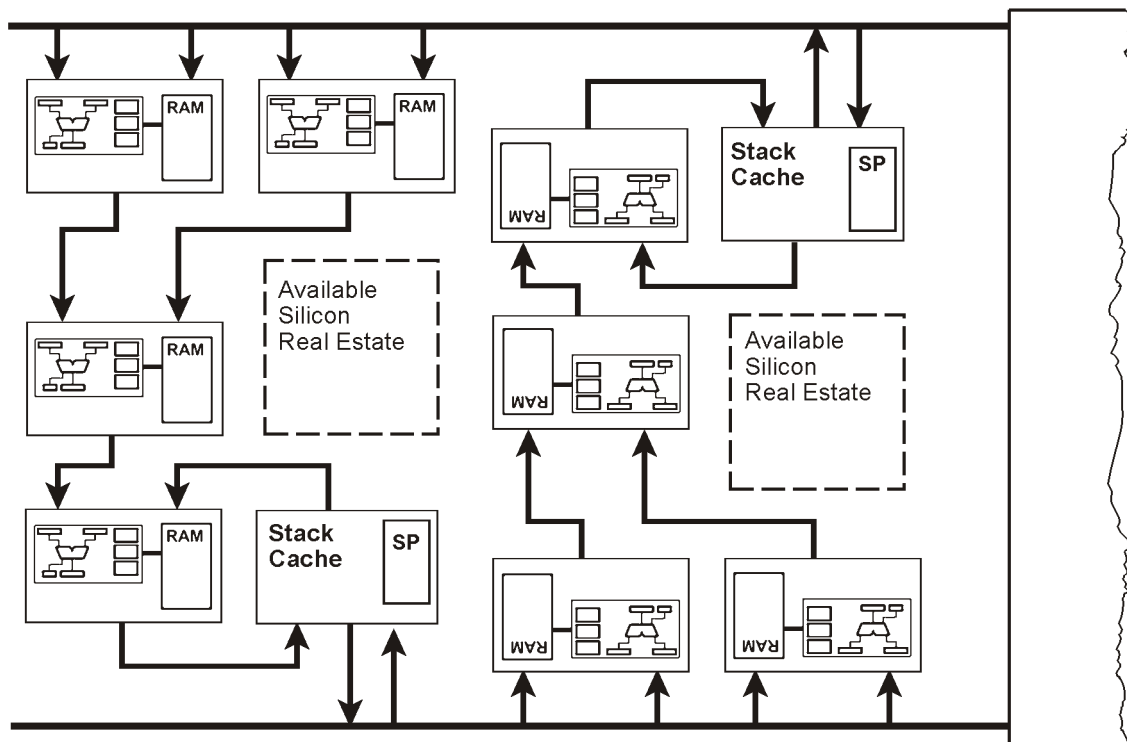 RAM
RAM
RAM
Stack
Cache
SP
Available
Silicon
Real Estate
RAM
RAM
Available
Silicon
Real Estate
RAM
Stack
Cache
SP
RAM
RAM